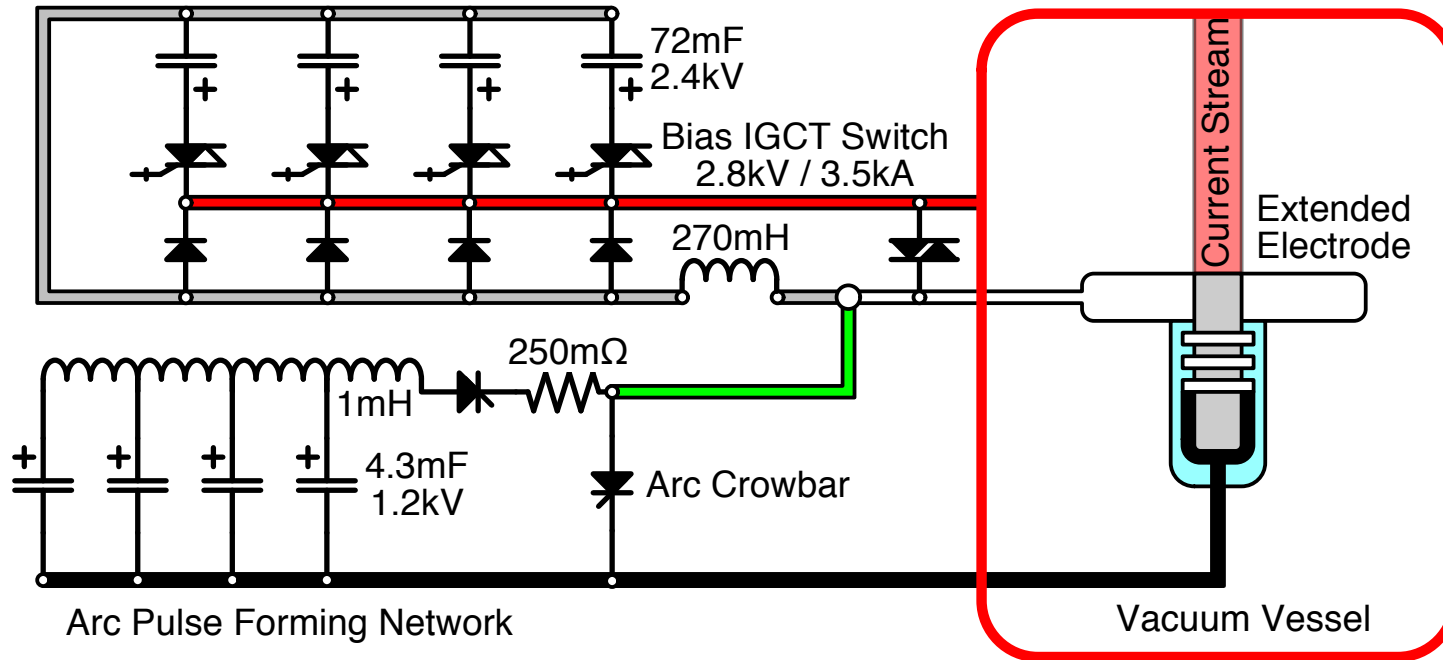 72mF
2.4kV
Bias IGCT Switch
2.8kV / 3.5kA
270mH
Current Stream
Extended
Electrode
250mΩ
1mH
4.3mF
1.2kV
Arc Crowbar
Arc Pulse Forming Network
Vacuum Vessel